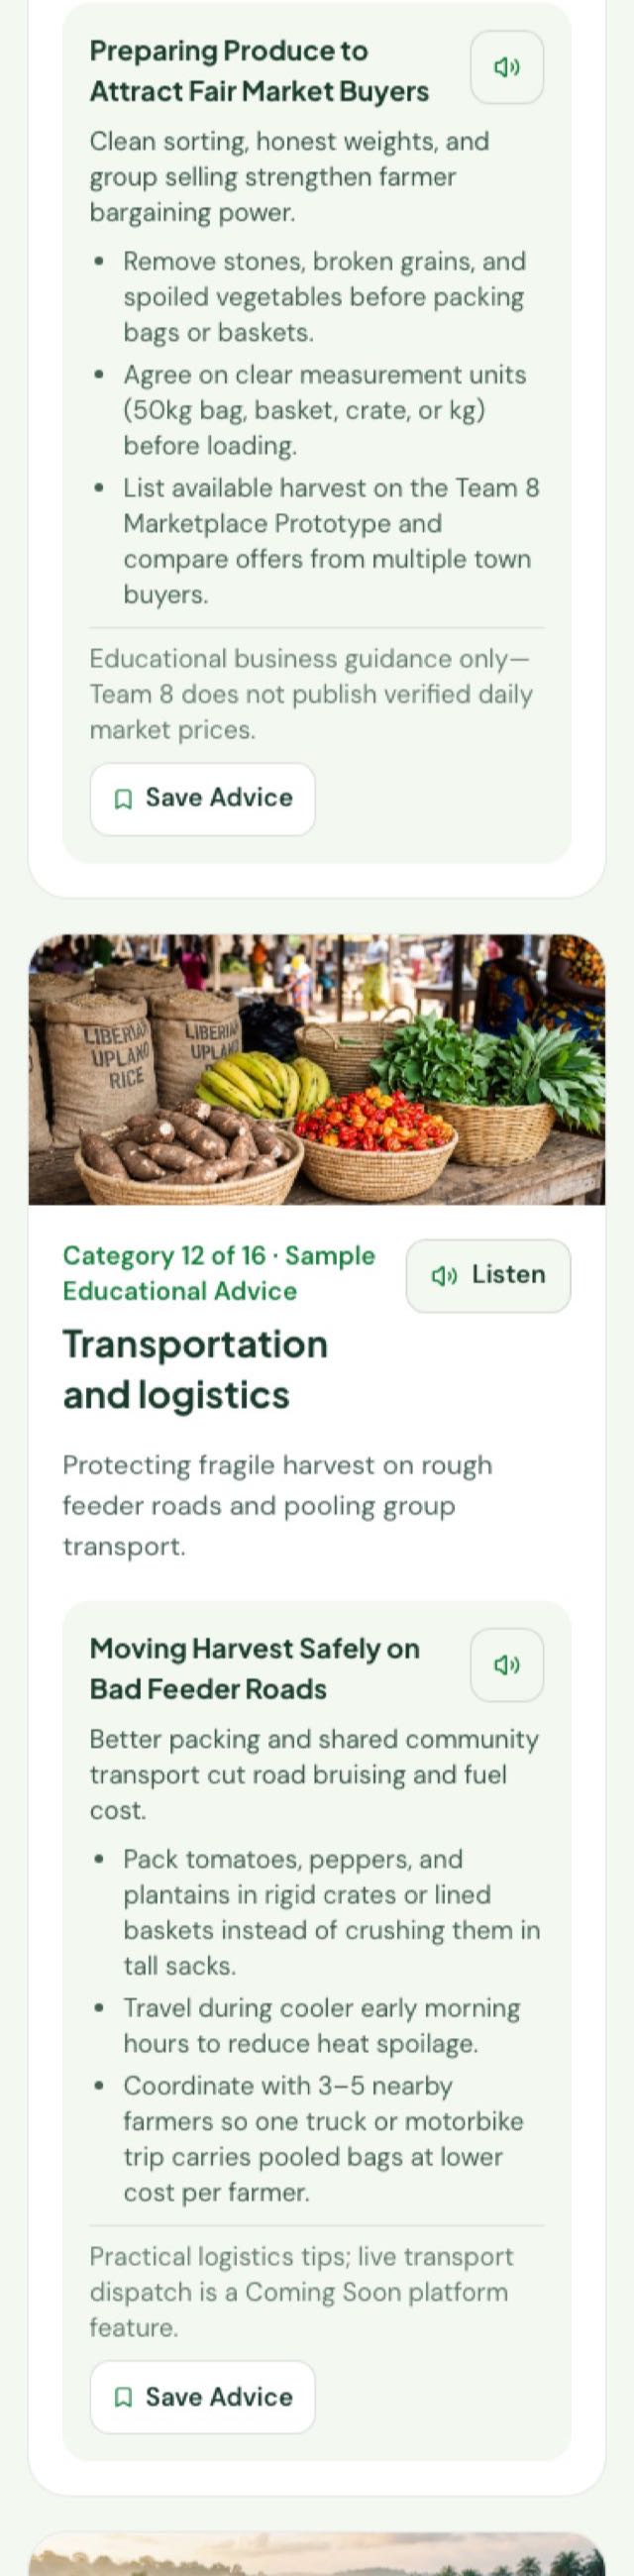 Preparing Produce to
Attract Fair Market Buyers
Clean sorting, honest weights, and
group selling strengthen farmer
bargaining power.
• Remove stones, broken grains, and
spoiled vegetables before packing
bags or baskets.
• Agree on clear measurement units
(50kg bag, basket, crate, or kg)
before loading.
• List available harvest on the Team 8
Marketplace Prototype and
compare offers from multiple town
buyers.
Educational business guidance only—
Team 8 does not publish verified daily
market prices.
Save Advice
LIBERIAN
UPLAND
RICE
LIBERIA
UPLAN
Category 12 of 16 · Sample
Educational Advice
Listen
Transportation
and logistics
Protecting fragile harvest on rough
feeder roads and pooling group
transport.
Moving Harvest Safely on
Bad Feeder Roads
Better packing and shared community
transport cut road bruising and fuel
cost.
• Pack tomatoes, peppers, and
plantains in rigid crates or lined
baskets instead of crushing them in
tall sacks.
• Travel during cooler early morning
hours to reduce heat spoilage.
• Coordinate with 3–5 nearby
farmers so one truck or motorbike
trip carries pooled bags at lower
cost per farmer.
Practical logistics tips; live transport
dispatch is a Coming Soon platform
feature.
Save Advice